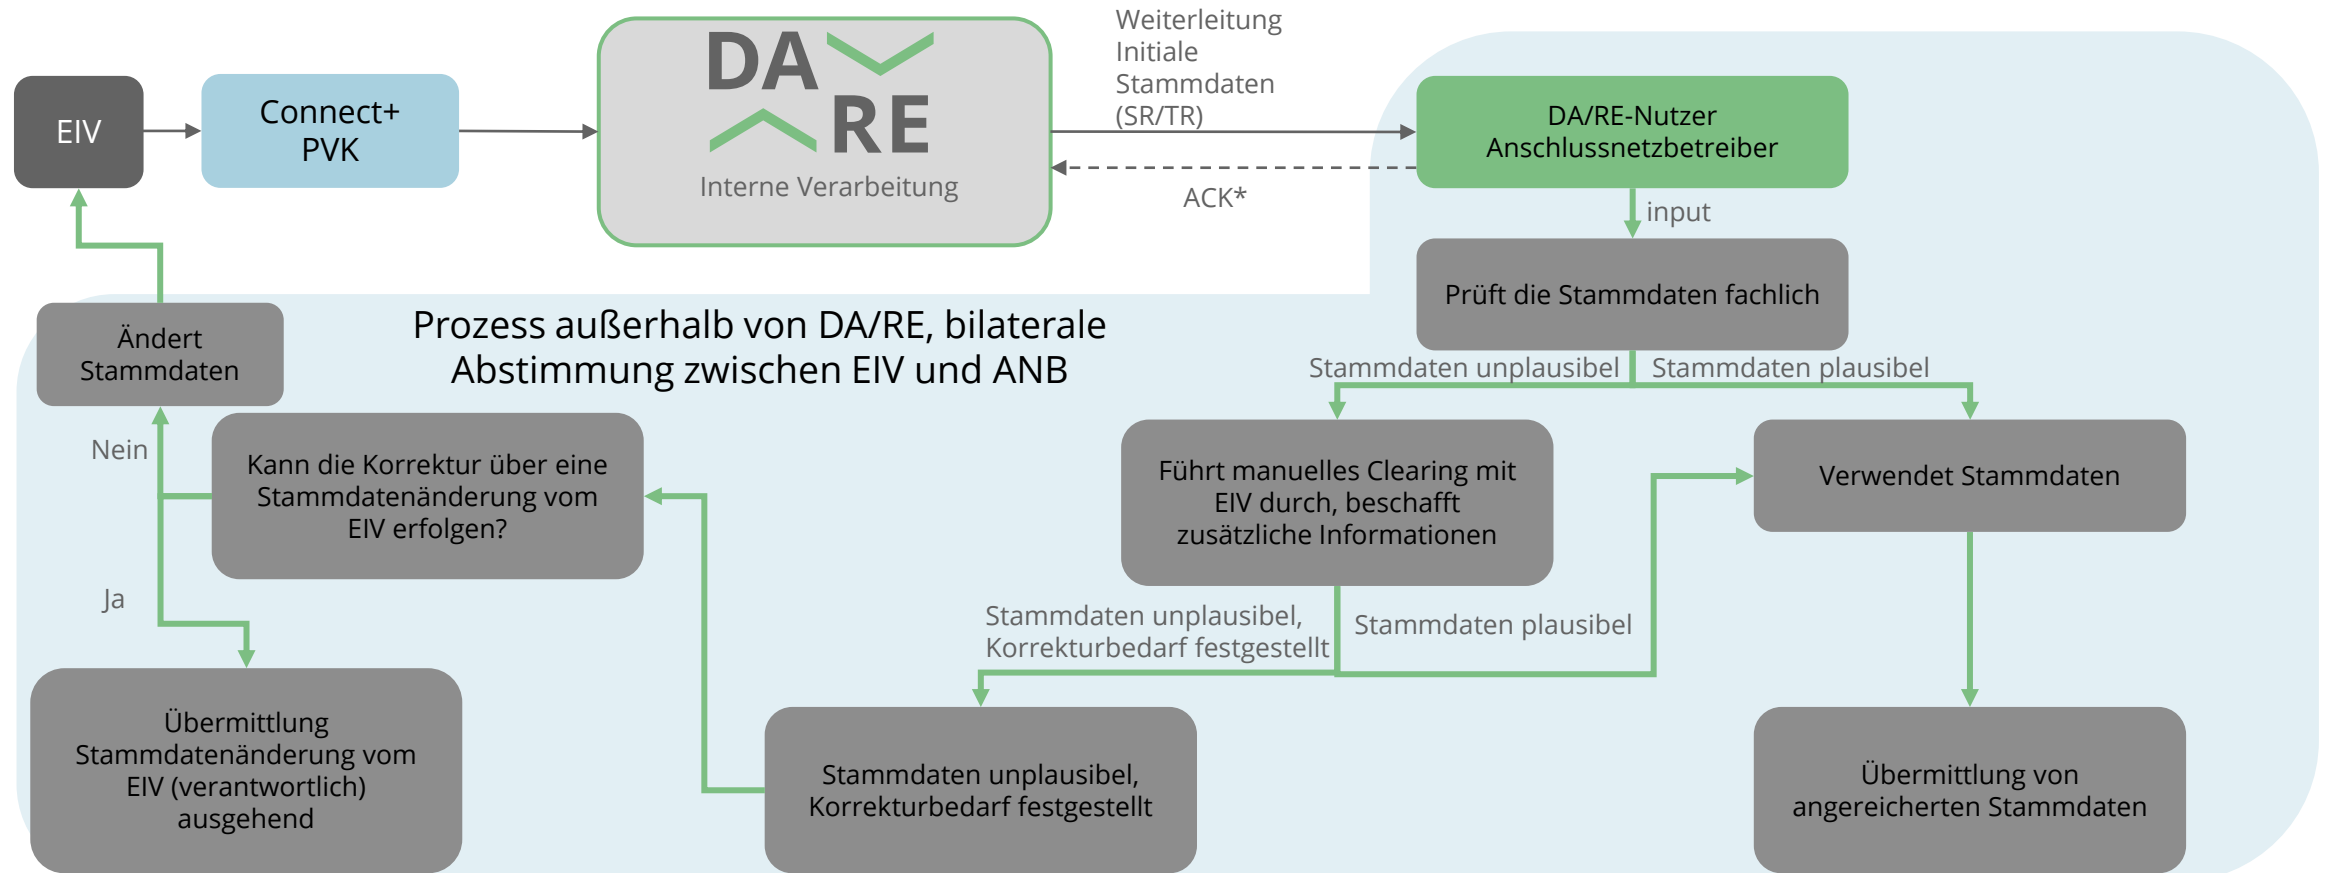 EIV
Connect+
PVK
DA
RE
Interne Verarbeitung
Weiterleitung
Initiale
Stammdaten
(SR/TR)
ACK*
DA/RE-Nutzer
Anschlussnetzbetreiber
input
Prüft die Stammdaten fachlich
Stammdaten unplausibel
Stammdaten plausibel
Prozess außerhalb von DA/RE, bilaterale
Abstimmung zwischen EIV und ANB
Ändert
Stammdaten
Nein
Kann die Korrektur über eine
Stammdatenänderung vom
EIV erfolgen?
Führt manuelles Clearing mit
EIV durch, beschafft
zusätzliche Informationen
Verwendet Stammdaten
Ja
Stammdaten unplausibel,
Korrekturbedarf festgestellt
Stammdaten plausibel
Übermittlung
Stammdatenänderung vom
EIV (verantwortlich)
ausgehend
Stammdaten unplausibel,
Korrekturbedarf festgestellt
Übermittlung von
angereicherten Stammdaten